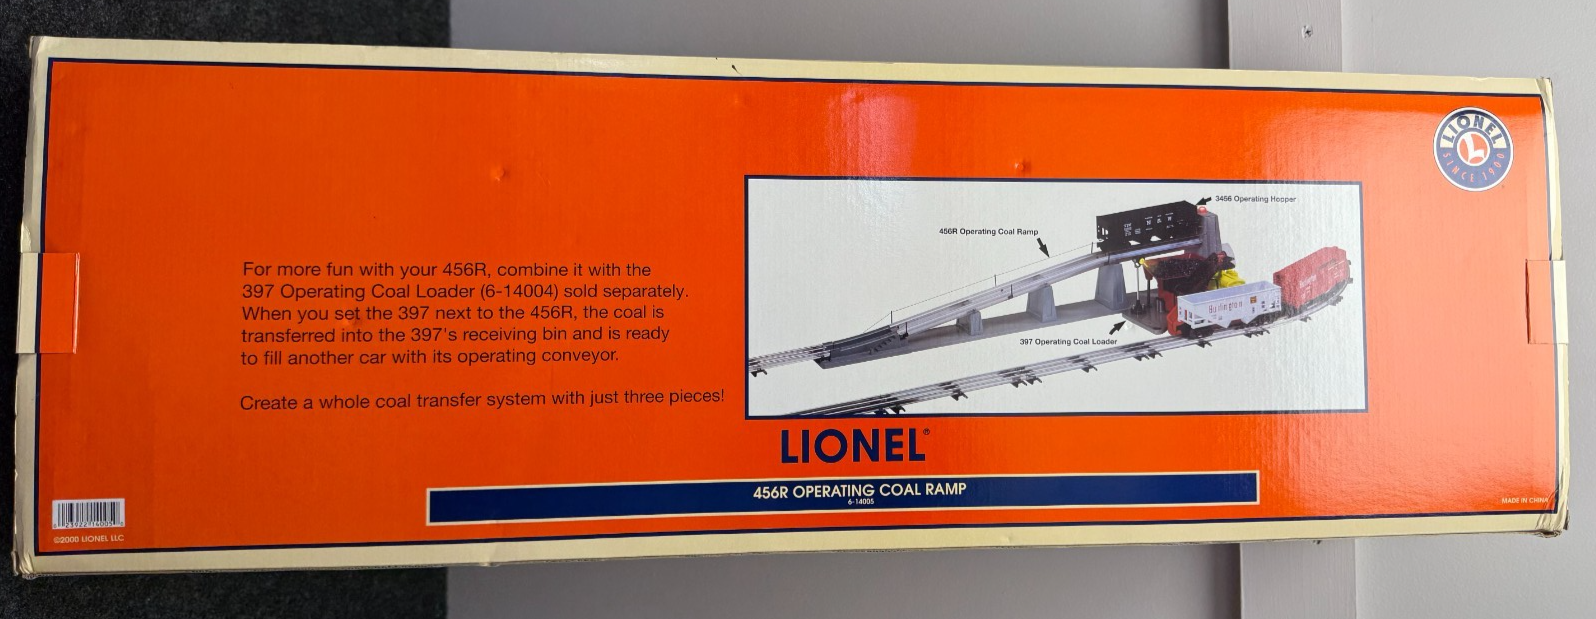 LIONEL
SINCE 1900
3456 Operating Hopper
456R Operating Coal Ramp
397 Operating Coal Loader
For more fun with your 456R, combine it with the
397 Operating Coal Loader (6-14004) sold separately.
When you set the 397 next to the 456R, the coal is
transferred into the 397's receiving bin and is ready
to fill another car with its operating conveyor.
Create a whole coal transfer system with just three pieces!
LIONEL®
456R OPERATING COAL RAMP
6-14005
MADE IN CHINA
©2000 LIONEL LLC